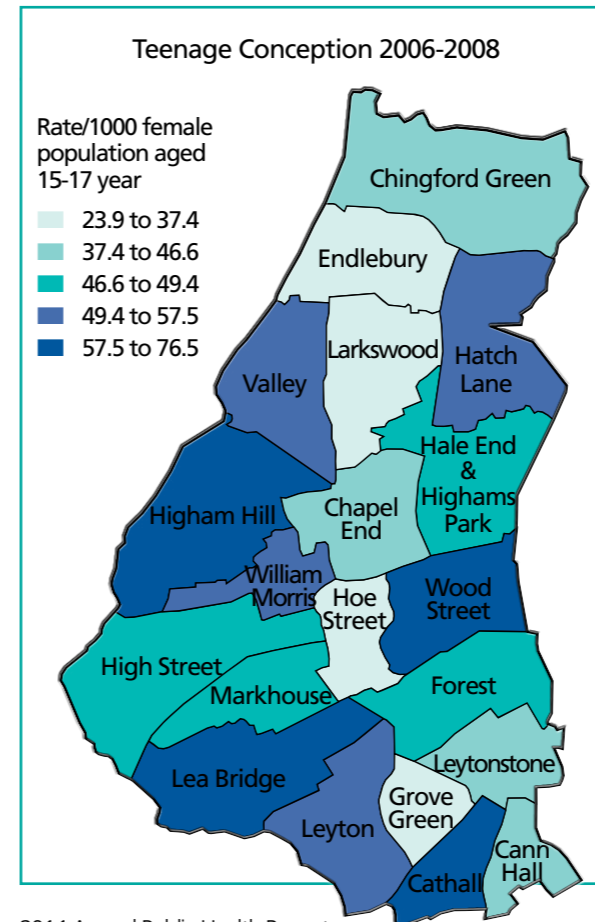 Teenage Conception 2006-2008
Rate/1000 female
population aged
15-17 year
23.9 to 37.4
37.4 to 46.6
46.6 to 49.4
49.4 to 57.5
57.5 to 76.5
Chingford Green
Endlebury
Larkswood
Hatch
Lane
Valley
Hale End
&
Highams
Park
Higham Hill
Chapel
End
William
Morris
Hoe
Street
Wood
Street
High Street
Markhouse
Forest
Lea Bridge
Leytonstone
Grove
Green
Leyton
Cann
Hall
Cathall